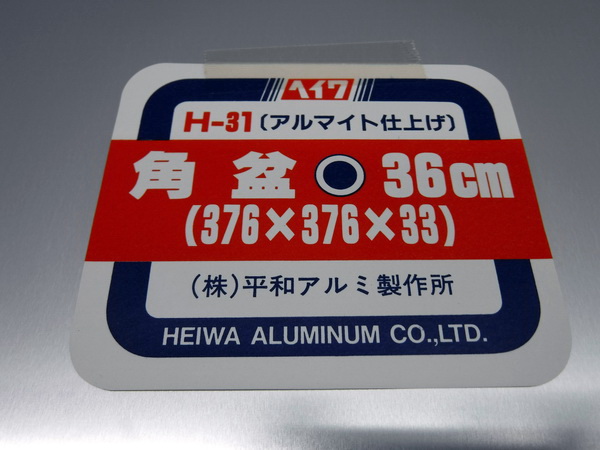 ヘイワ
H-31(アルマイト仕上げ)
角盆 36cm
(376×376×33)
(株)平和アルミ製作所
HEIWA ALUMINUM CO.,LTD.